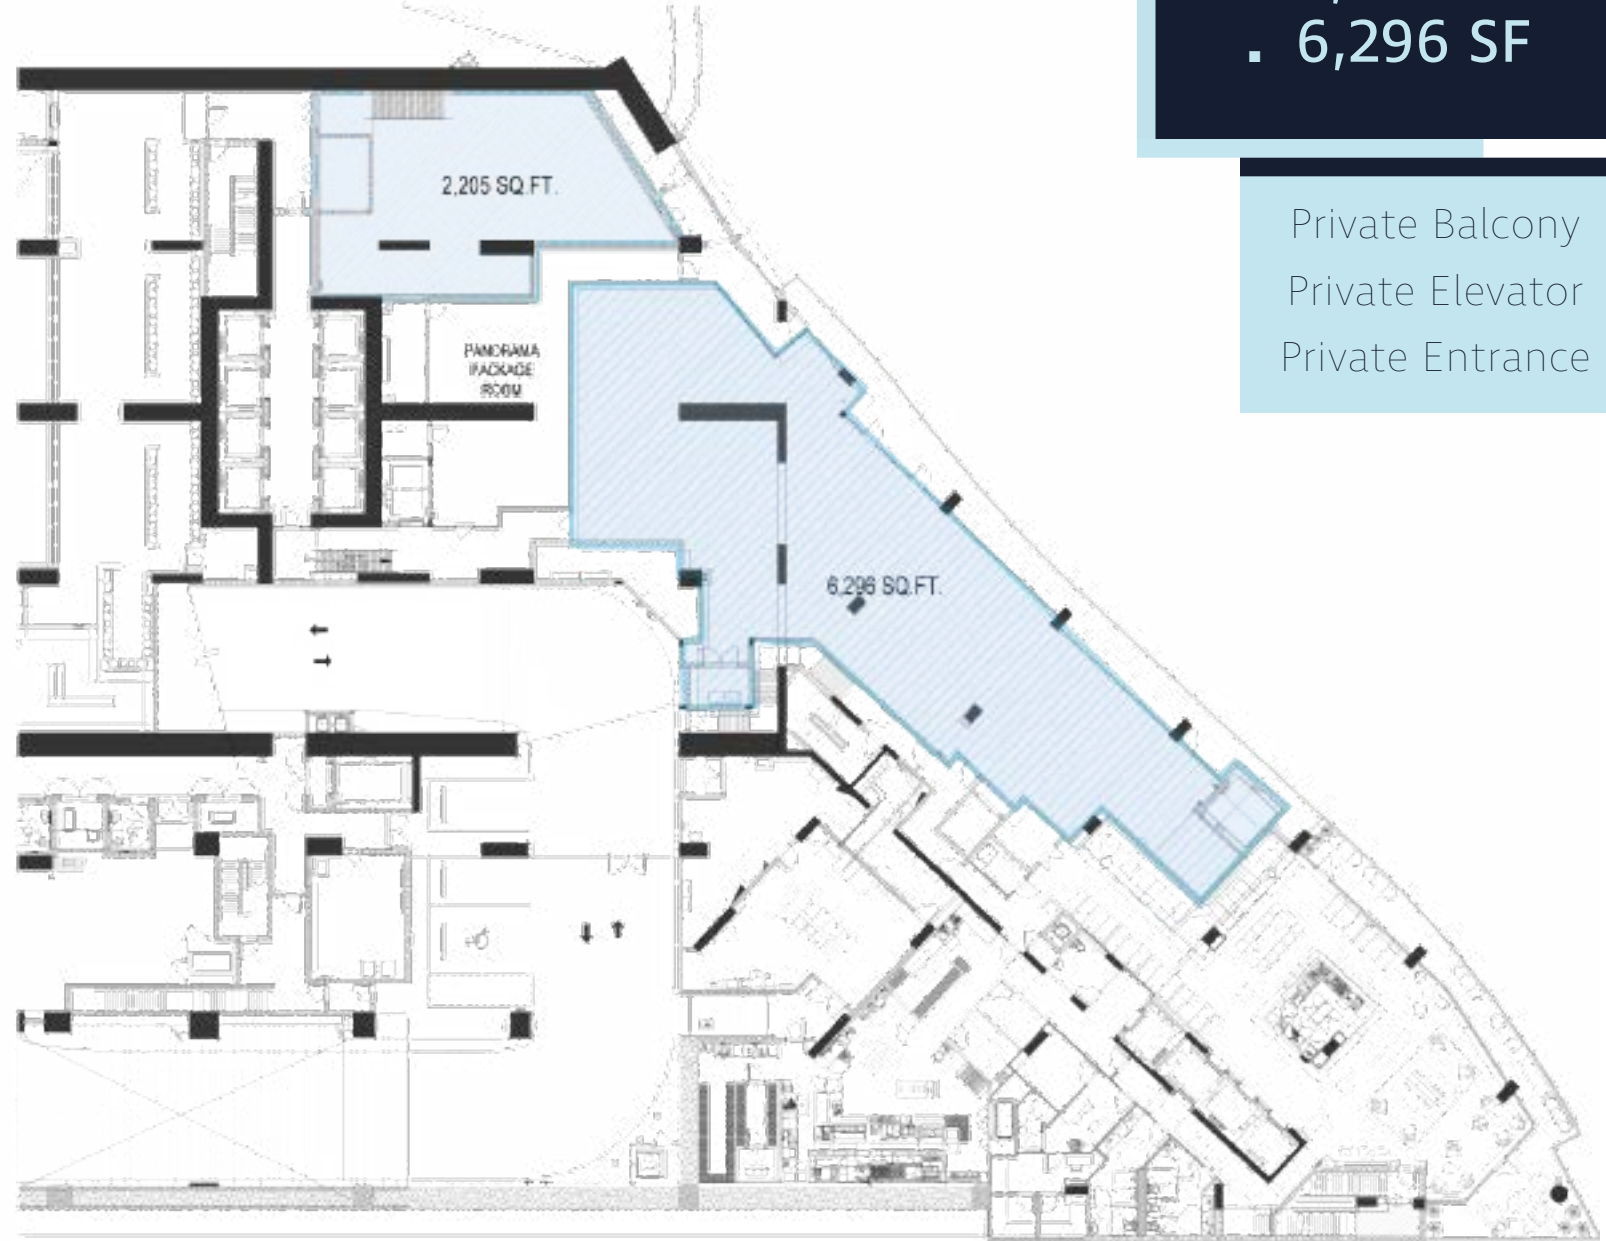 . 6,296 SF
Private Balcony
Private Elevator
Private Entrance
2,205 SQ.FT.
PANORAMA
PACKAGE
ROOM
6,296 SQ.FT.